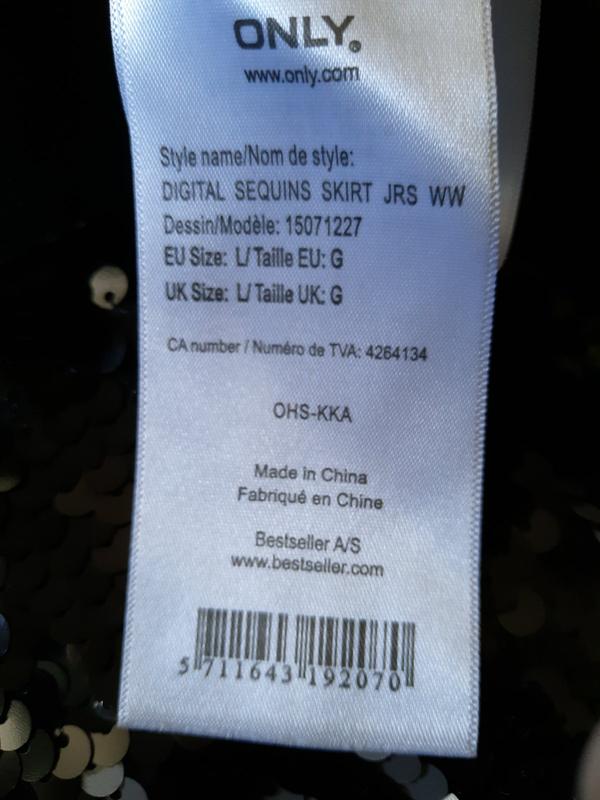 ONLY®
www.only.com
Style name/Nom de style:
DIGITAL SEQUINS SKIRT JRS WW
Dessin/Modèle: 15071227
EU Size: L/ Taille EU: G
UK Size: L/ Taille UK: G
CA number / Numéro de TVA: 4264134
OHS-KKA
Made in China
Fabriqué en Chine
Bestseller A/S
www.bestseller.com
5 711643 192070